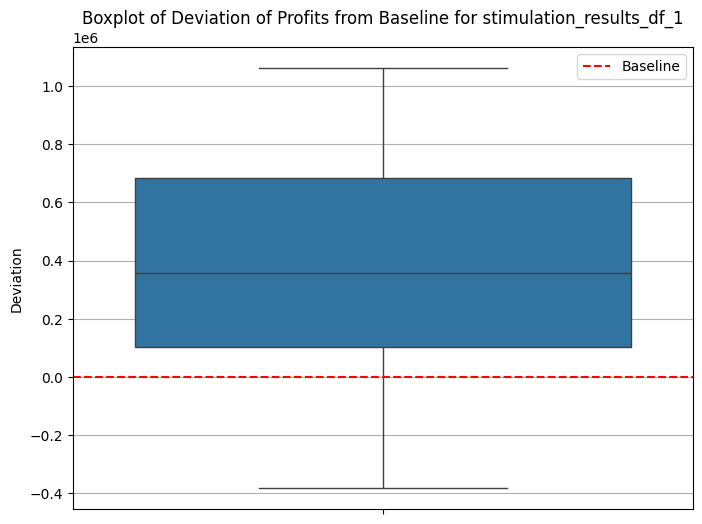 Boxplot of Deviation of Profits from Baseline for stimulation_results_df_1
1e6
Baseline
1.0
0.8
0.6
0.4
0.2
0.0
−0.2
−0.4
Deviation